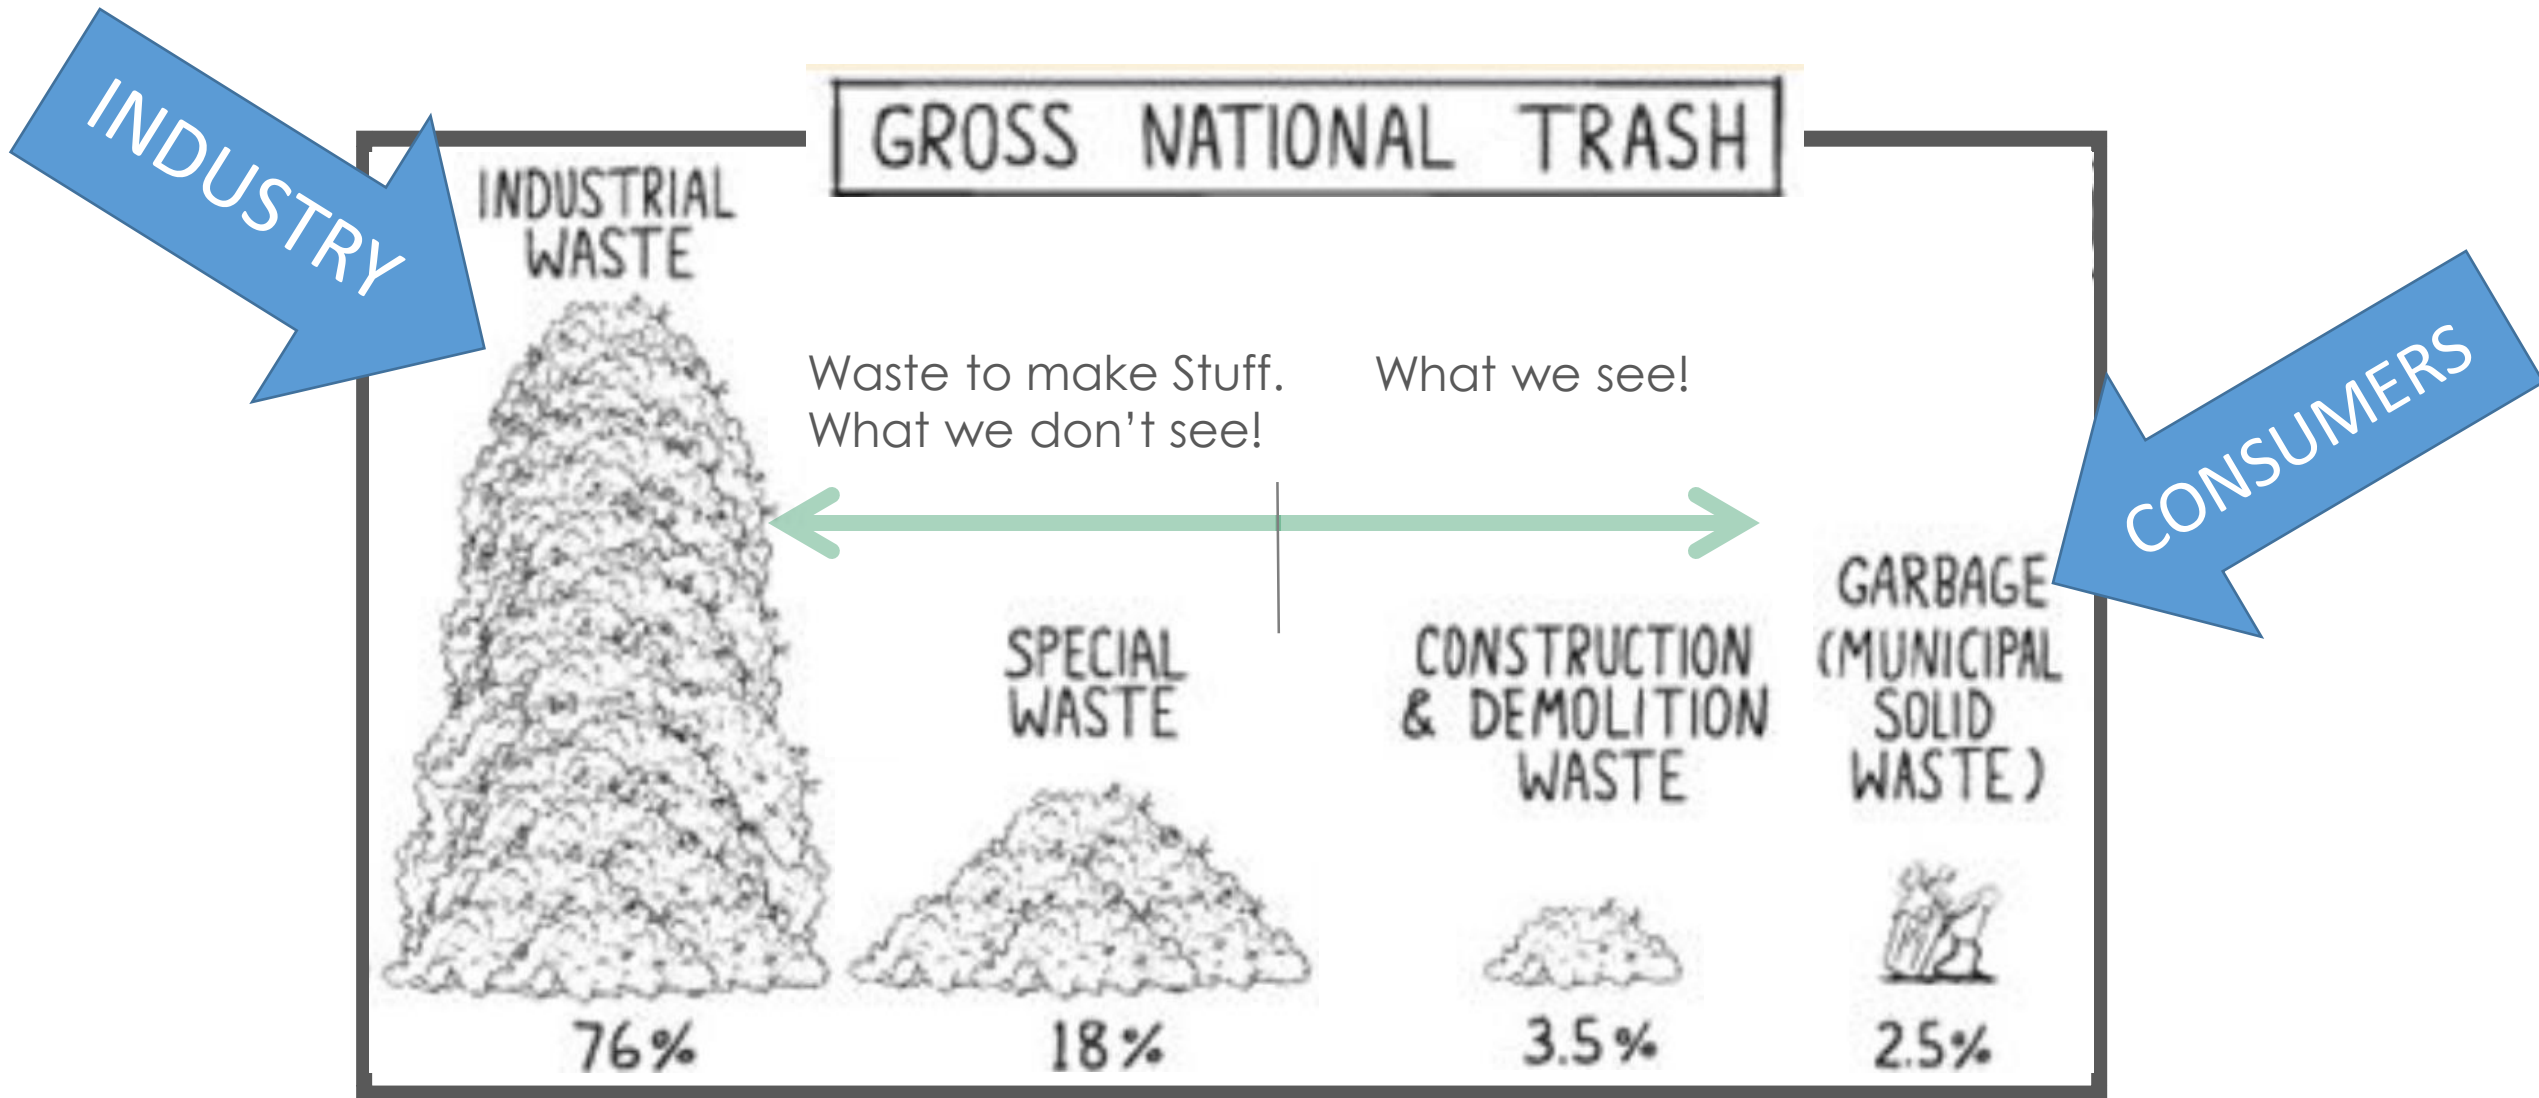 GROSS NATIONAL TRASH
INDUSTRY
INDUSTRIAL
WASTE
Waste to make Stuff.
What we don't see!
What we see!
CONSUMERS
SPECIAL
WASTE
CONSTRUCTION
& DEMOLITION
WASTE
GARBAGE
(MUNICIPAL
SOLID
WASTE)
76%
18%
3.5%
2.5%